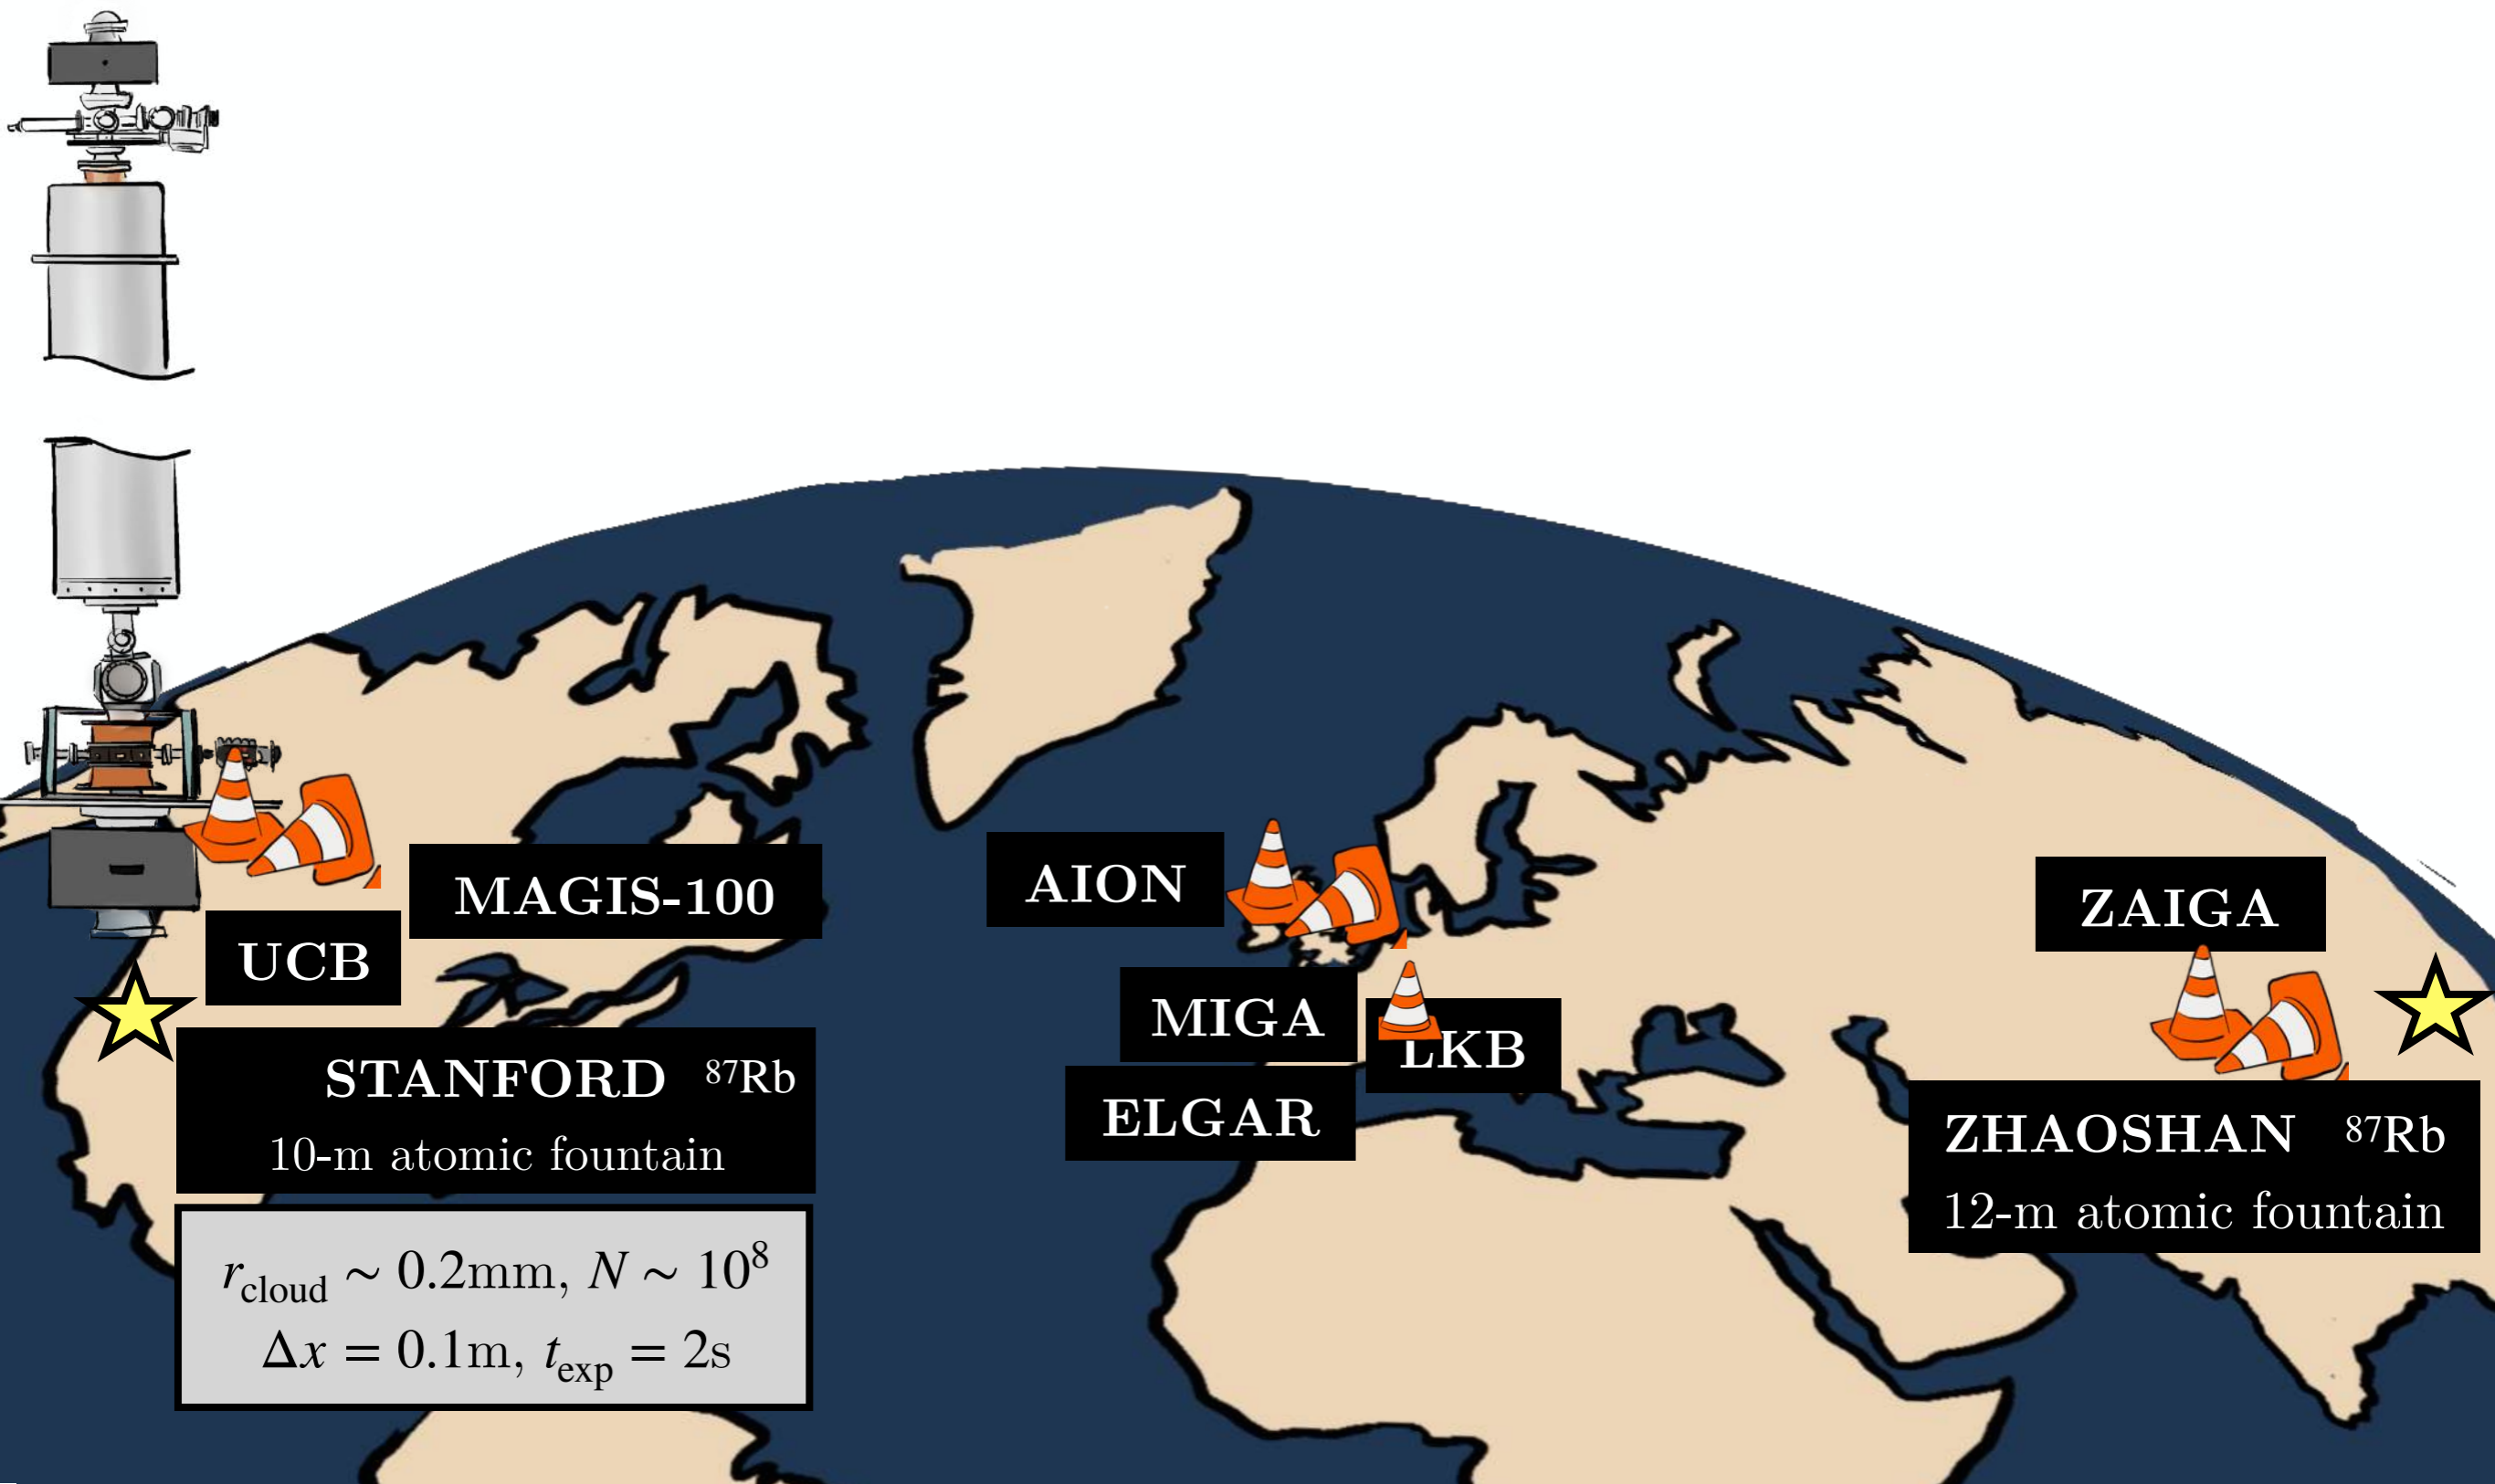 MAGIS-100
UCB
STANFORD ⁸⁷Rb
10-m atomic fountain
r_cloud ∼ 0.2mm, N ∼ 10⁸
Δx = 0.1m, t_exp = 2s
AION
MIGA
LKB
ELGAR
ZAIGA
ZHAOSHAN ⁸⁷Rb
12-m atomic fountain